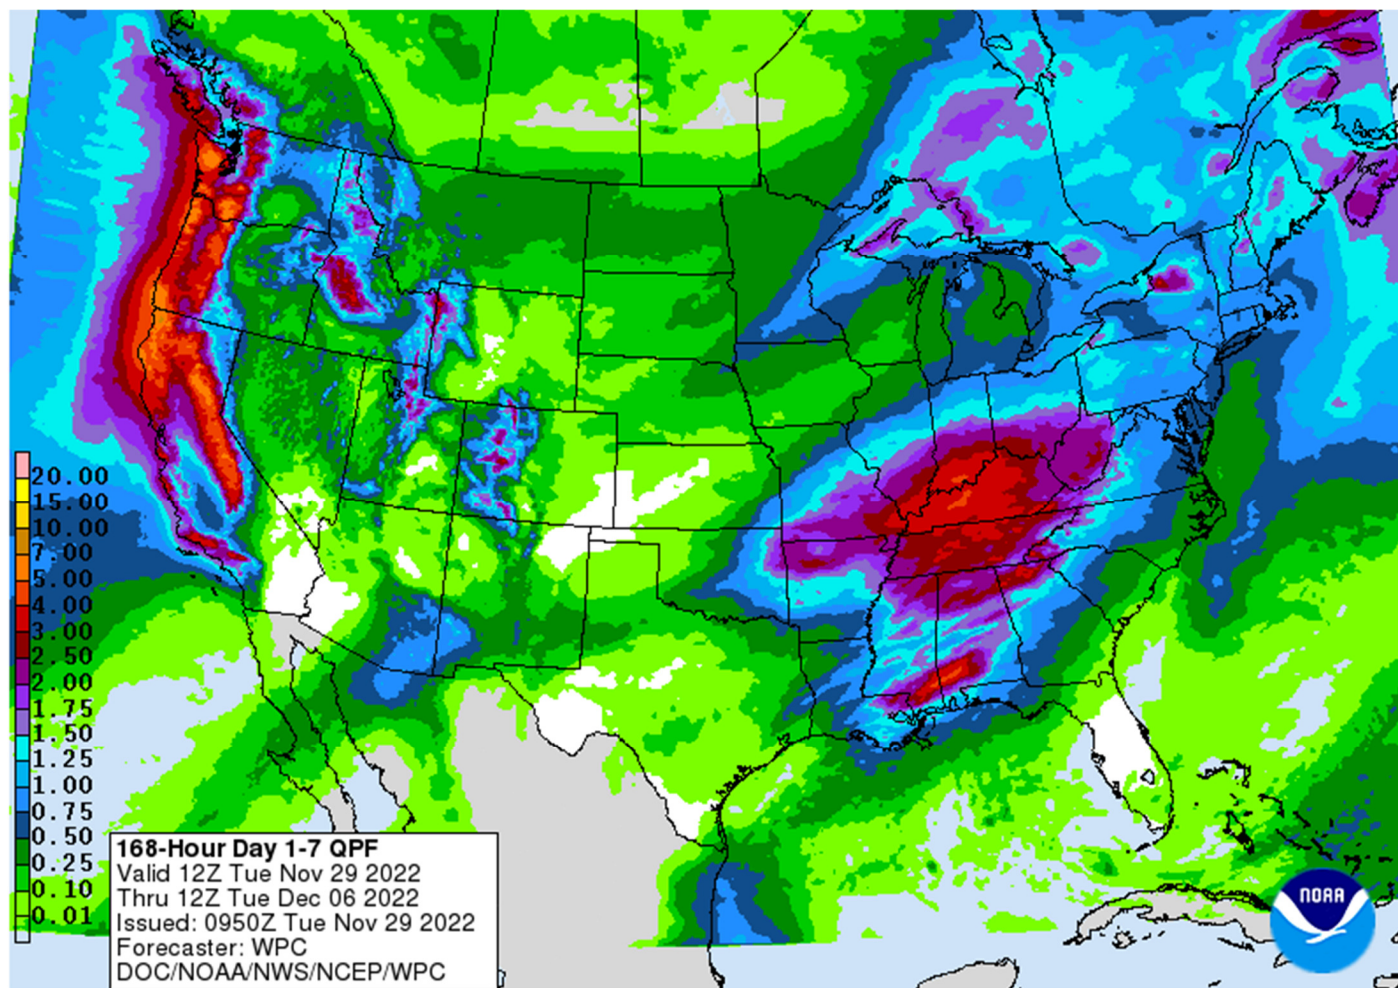 20.00
15.00
10.00
7.00
5.00
4.00
3.00
2.50
2.00
1.75
1.50
1.25
1.00
0.75
0.50
0.25
0.10
0.01
168-Hour Day 1-7 QPF
Valid 12Z Tue Nov 29 2022
Thru 12Z Tue Dec 06 2022
Issued: 0950Z Tue Nov 29 2022
Forecaster: WPC
DOC/NOAA/NWS/NCEP/WPC
NOAA